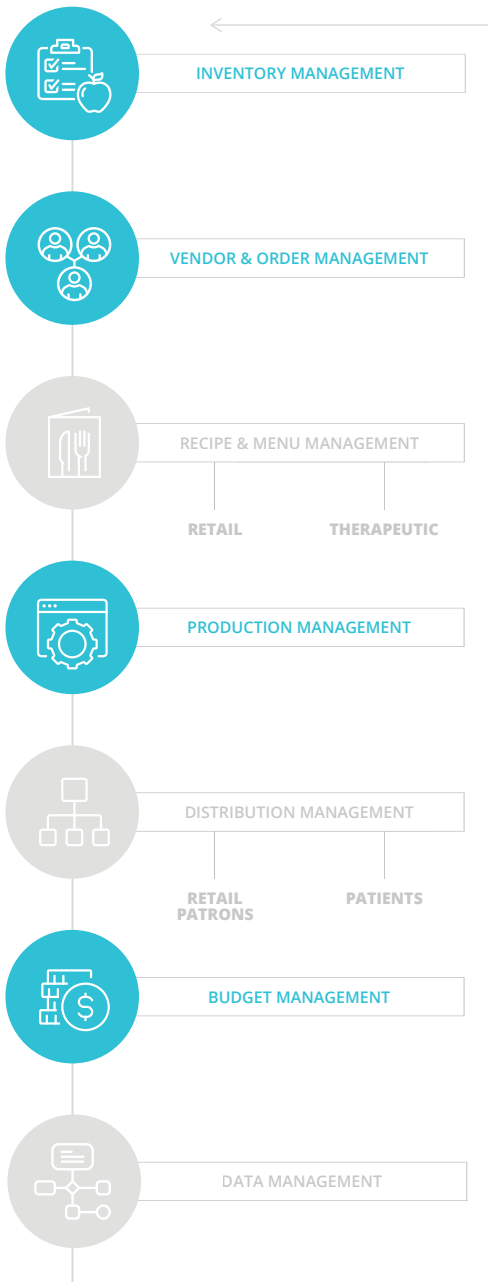 INVENTORY MANAGEMENT
VENDOR & ORDER MANAGEMENT
RECIPE & MENU MANAGEMENT
RETAIL
THERAPEUTIC
PRODUCTION MANAGEMENT
DISTRIBUTION MANAGEMENT
RETAIL
PATRONS
PATIENTS
$
BUDGET MANAGEMENT
DATA MANAGEMENT